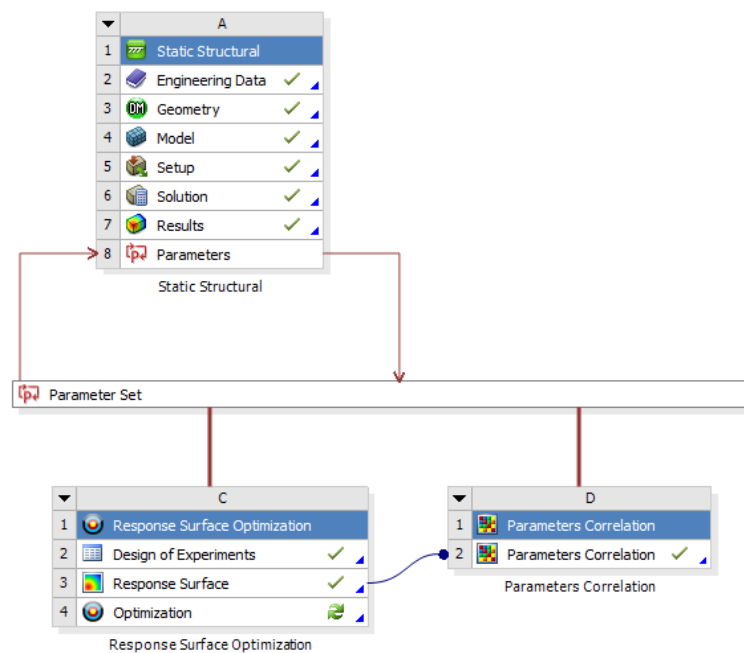 A
1 Static Structural
2 Engineering Data
3 DM Geometry
4 Model
5 Setup
6 Solution
7 Results
8 p Parameters
Static Structural
p Parameter Set
C
1 Response Surface Optimization
2 Design of Experiments
3 Response Surface
4 Optimization
Response Surface Optimization
D
1 Parameters Correlation
2 Parameters Correlation
Parameters Correlation